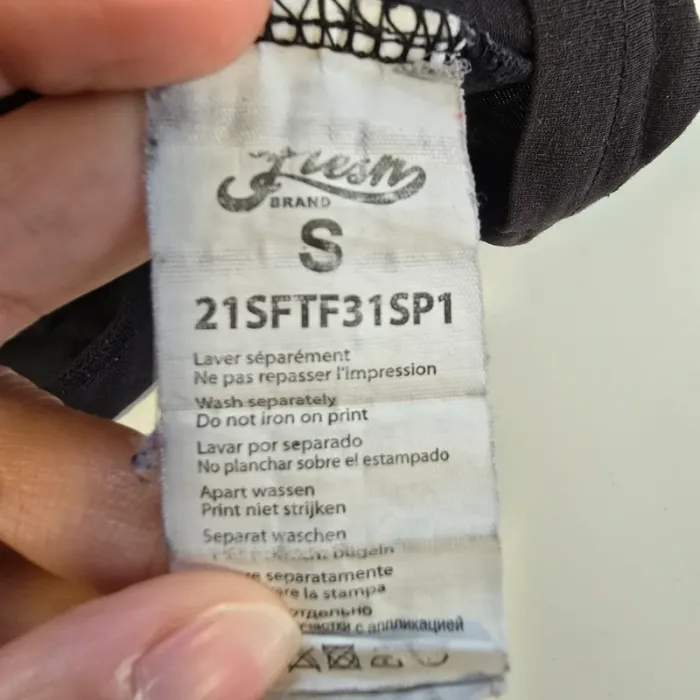 Fresh
BRAND
S
21SFTF31SP1
Laver séparément
Ne pas repasser l'impression
Wash separately
Do not iron on print
Lavar por separado
No planchar sobre el estampado
Apart wassen
Print niet strijken
Separat waschen
bügeln
separatamente
la stampa
отдельно
с аппликацией